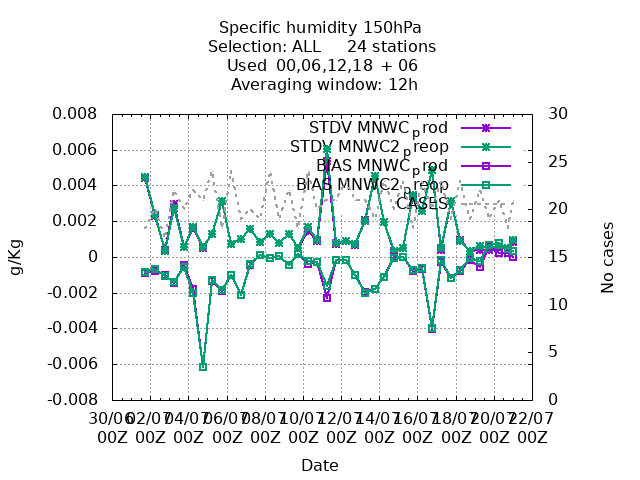 Specific humidity 150hPa
Selection: ALL 24 stations
Used 00,06,12,18 + 06
Averaging window: 12h
0.008
0.006
0.004
0.002
0
-0.002
-0.004
-0.006
-0.008
g/Kg
STDV MNWC_prod
STDV MNWC2_preop
BIAS MNWC_prod
BIAS MNWC2_preop
CASES
30
25
20
15
10
5
0
No cases
30/06 02/07 04/07 06/07 08/07 10/07 12/07 14/07 16/07 18/07 20/07 22/07
00Z 00Z 00Z 00Z 00Z 00Z 00Z 00Z 00Z 00Z 00Z 00Z
Date